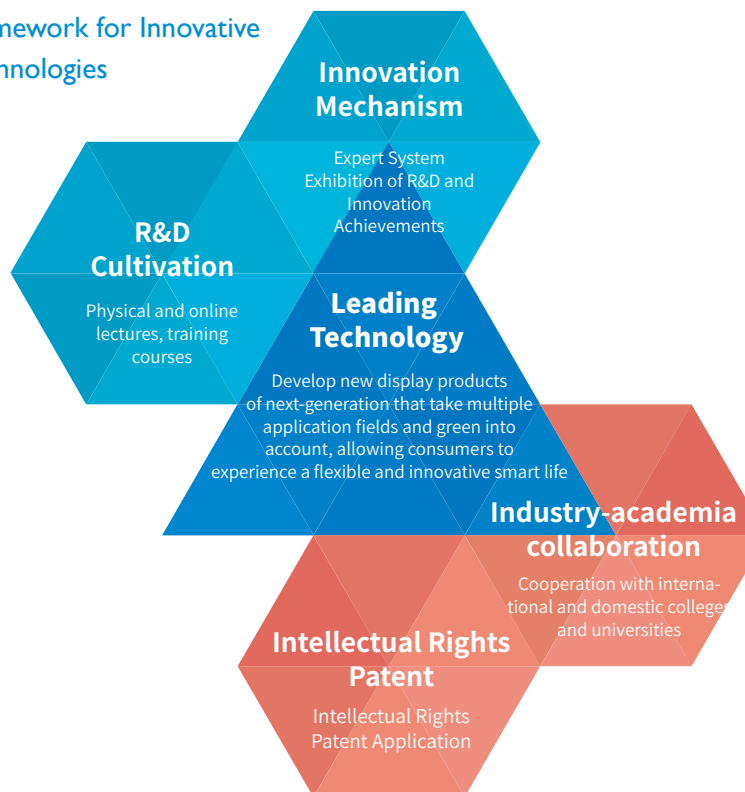 mework for Innovative
hnologies
Innovation
Mechanism
Expert System
Exhibition of R&D and
Innovation
Achievements
R&D
Cultivation
Physical and online
lectures, training
courses
Leading
Technology
Develop new display products
of next-generation that take multiple
application fields and green into
account, allowing consumers to
experience a flexible and innovative smart life
Industry-academia
collaboration
Cooperation with interna-
tional and domestic colleges
and universities
Intellectual Rights
Patent
Intellectual Rights
Patent Application